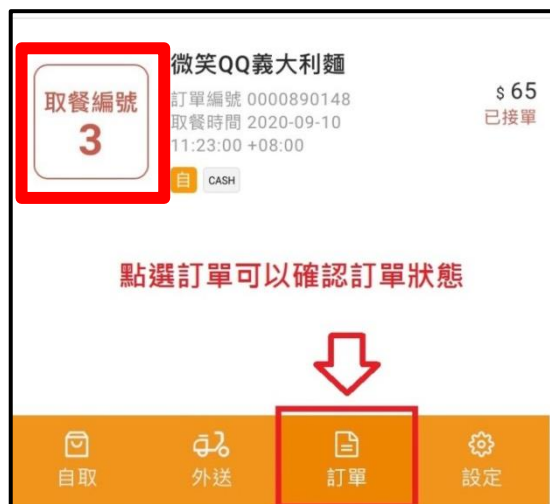 微笑QQ義大利麵
取餐編號
3
訂單編號 0000890148
取餐時間 2020-09-10
11:23:00 +08:00
$ 65
已接單
自 CASH
點選訂單可以確認訂單狀態
自取 外送 訂單 設定